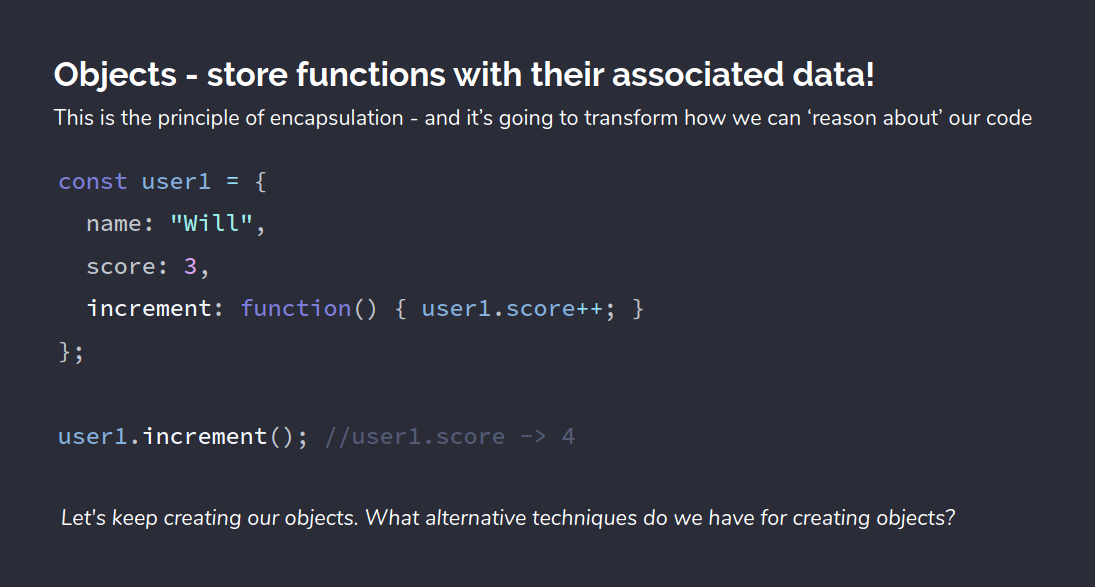 Objects - store functions with their associated data!
This is the principle of encapsulation - and it’s going to transform how we can ‘reason about’ our code
const user1 = {
  name: "Will",
  score: 3,
  increment: function() { user1.score++; }
};
user1.increment(); //user1.score -> 4
Let's keep creating our objects. What alternative techniques do we have for creating objects?